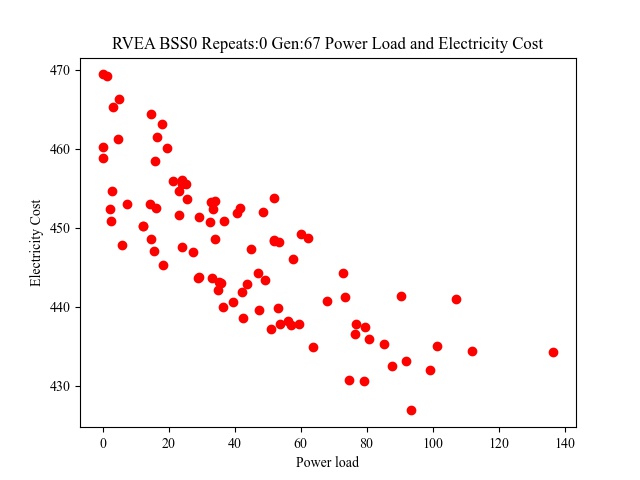 RVEA BSS0 Repeats:0 Gen:67 Power Load and Electricity Cost
470
460
450
440
430
Electricity Cost
0 20 40 60 80 100 120 140
Power load